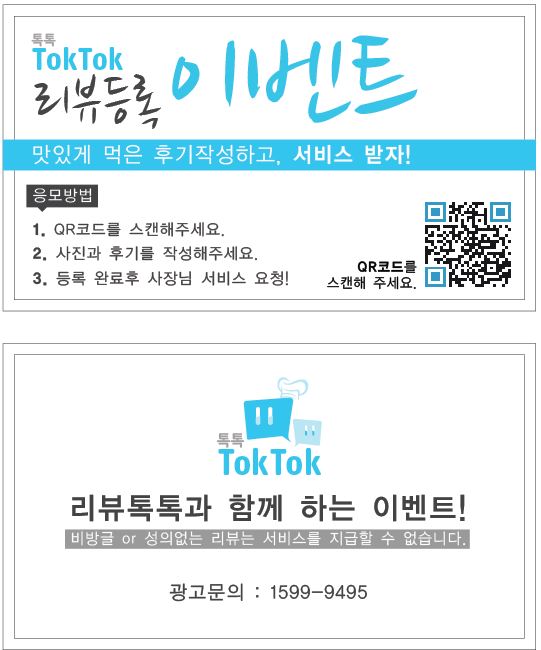 톡톡
TokTok
리뷰등록 이벤트
맛있게 먹은 후기작성하고, 서비스 받자!
응모방법
1. QR코드를 스캔해주세요.
2. 사진과 후기를 작성해주세요.
3. 등록 완료후 사장님 서비스 요청!
QR코드를
스캔해 주세요.
톡톡
TokTok
리뷰톡톡과 함께 하는 이벤트!
비방글 or 성의없는 리뷰는 서비스를 지급할 수 없습니다.
광고문의 : 1599-9495